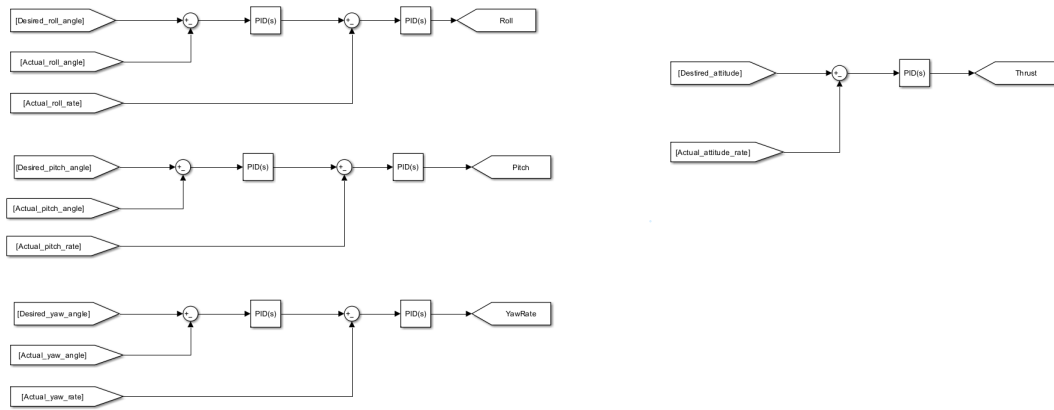 [Desired_roll_angle]
+
_
PID(s)
+
_
PID(s)
Roll
[Actual_roll_angle]
[Actual_roll_rate]
[Desired_pitch_angle]
+
_
PID(s)
+
_
PID(s)
Pitch
[Actual_pitch_angle]
[Actual_pitch_rate]
[Desired_yaw_angle]
+
_
PID(s)
+
_
PID(s)
YawRate
[Actual_yaw_angle]
[Actual_yaw_rate]
[Destired_attitude]
+
_
PID(s)
Thrust
[Actual_attitude_rate]